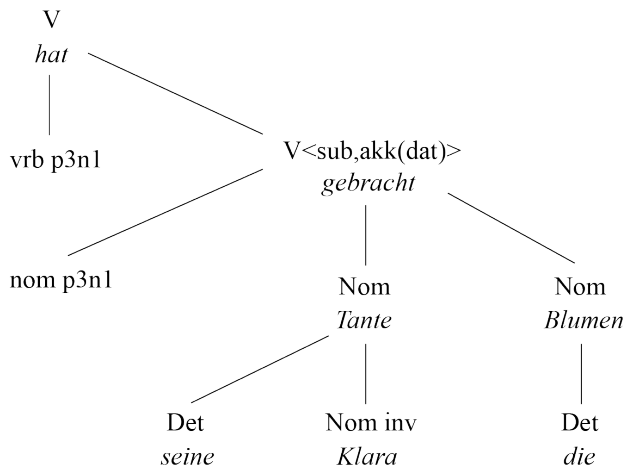 V
hat
vrb p3n1
V<sub,akk(dat)>
gebracht
nom p3n1
Nom
Tante
Nom
Blumen
Det
seine
Nom inv
Klara
Det
die